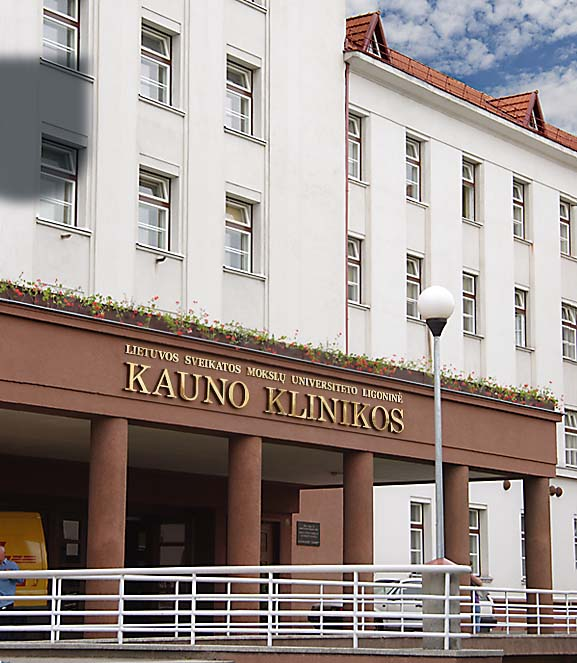 LIETUVOS SVEIKATOS MOKSLŲ UNIVERSITETO LIGONINĖ
KAUNO KLINIKOS